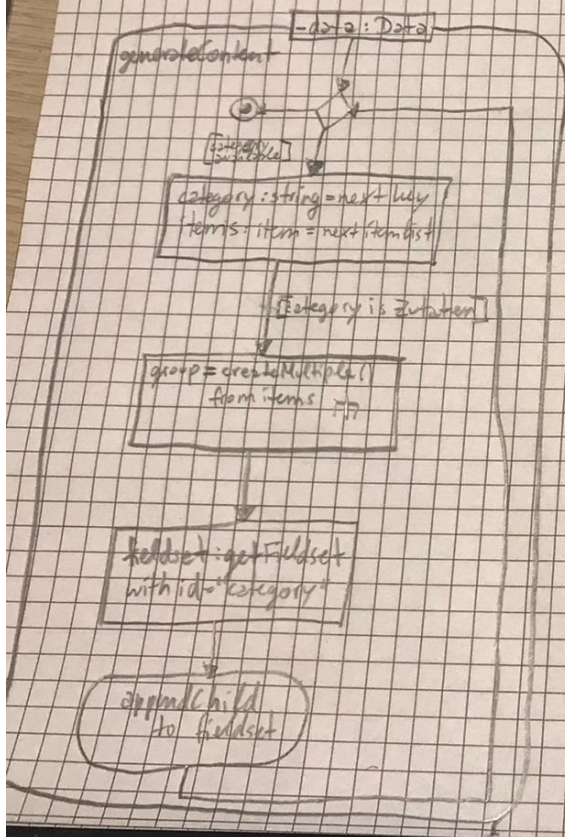 -data: Data
generateContent
[Category
available]
category: string = next key
items: item = next itemlist
[Category is Zutaten]
group = createMultiple()
from items
fieldset: getFieldset
with id="category"
appendChild
to fieldset